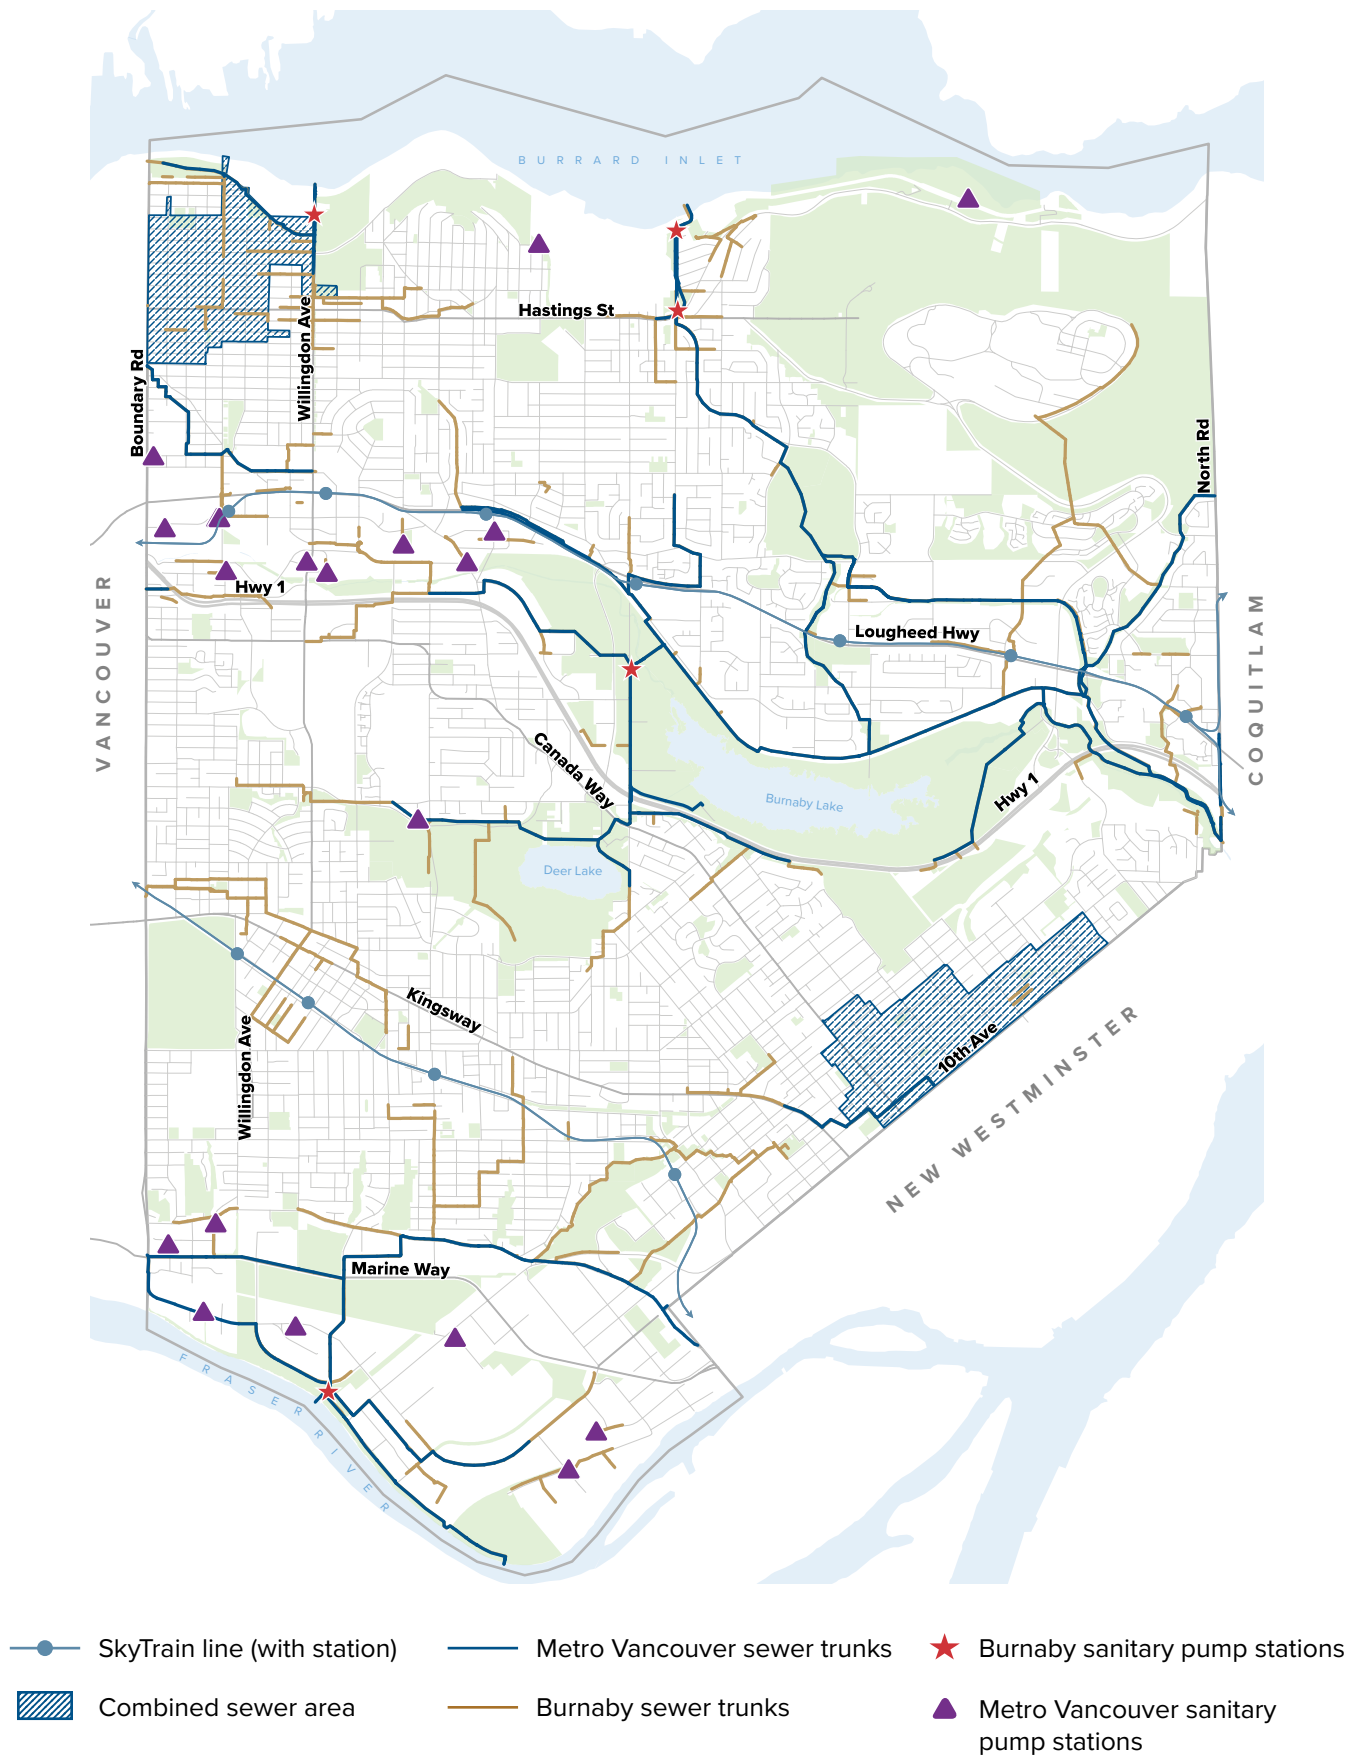 BURRARD INLET
Hastings St
Willingdon Ave
Boundary Rd
North Rd
Hwy 1
VANCOUVER
Lougheed Hwy
COQUITLAM
Canada Way
Burnaby Lake
Hwy 1
Deer Lake
Kingsway
Willingdon Ave
10th Ave
NEW WESTMINSTER
Marine Way
FRASER RIVER
SkyTrain line (with station)
Metro Vancouver sewer trunks
Burnaby sanitary pump stations
Combined sewer area
Burnaby sewer trunks
Metro Vancouver sanitary
pump stations